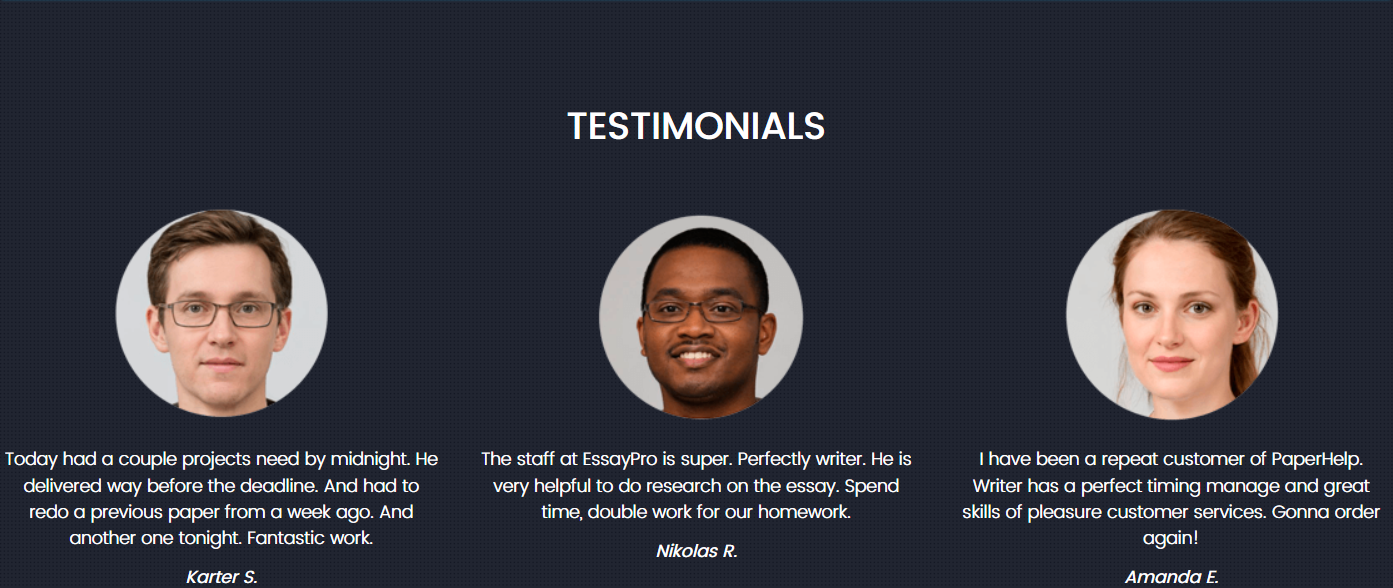 TESTIMONIALS
Today had a couple projects need by midnight. He
delivered way before the deadline. And had to
redo a previous paper from a week ago. And
another one tonight. Fantastic work.
Karter S.
The staff at EssayPro is super. Perfectly writer. He is
very helpful to do research on the essay. Spend
time, double work for our homework.
Nikolas R.
I have been a repeat customer of PaperHelp.
Writer has a perfect timing manage and great
skills of pleasure customer services. Gonna order
again!
Amanda E.